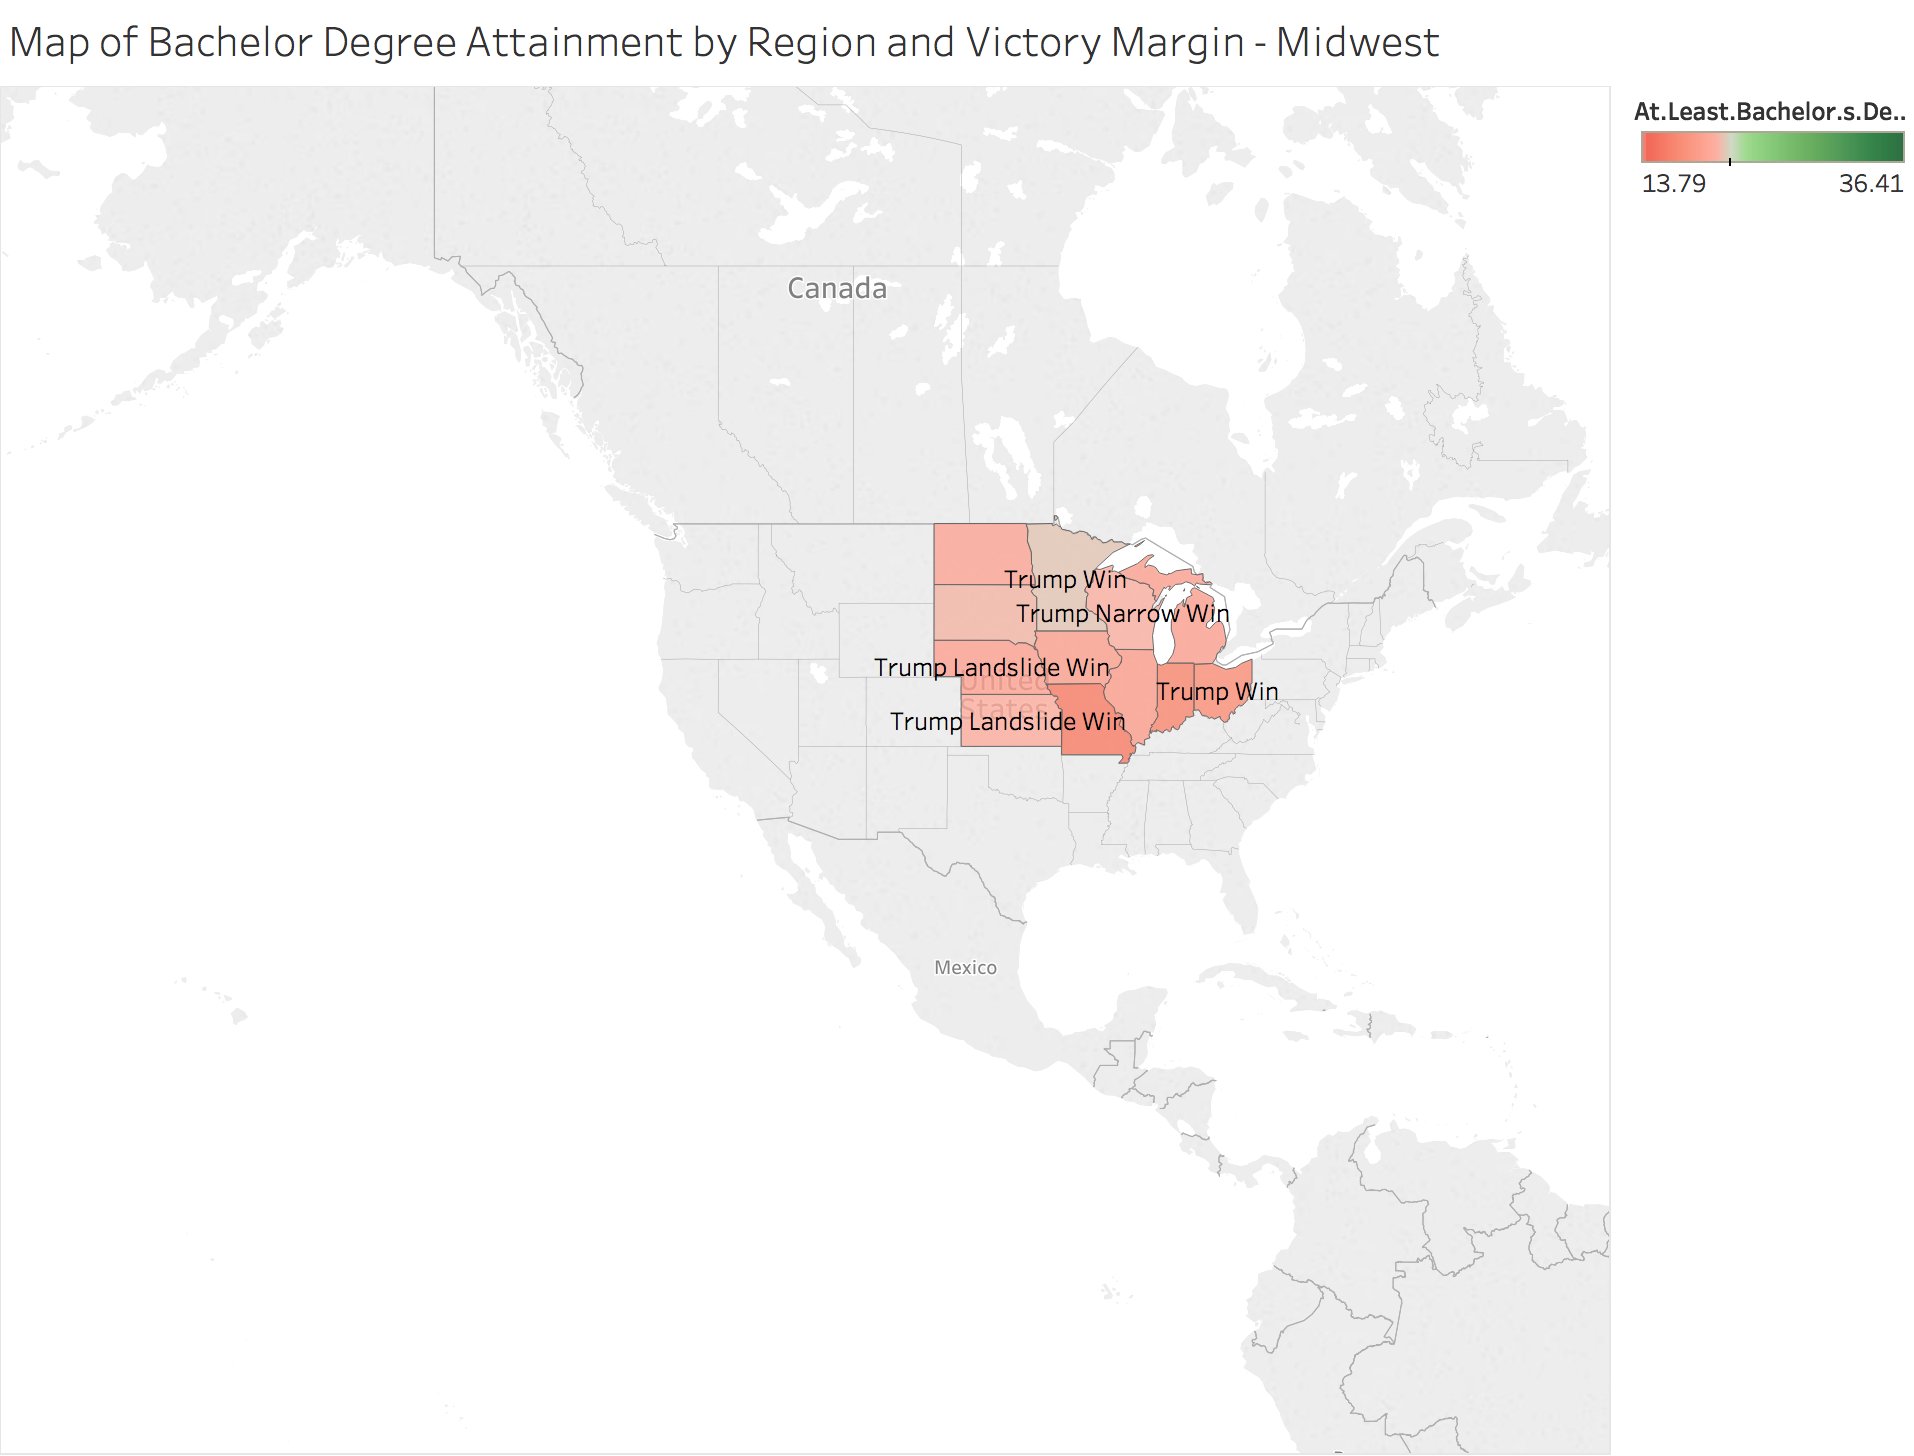 Map of Bachelor Degree Attainment by Region and Victory Margin - Midwest
At.Least.Bachelor.s.De..
13.79 36.41
Canada
Trump Win
Trump Narrow Win
Trump Landslide Win
United
States
Trump Win
Trump Landslide Win
Mexico